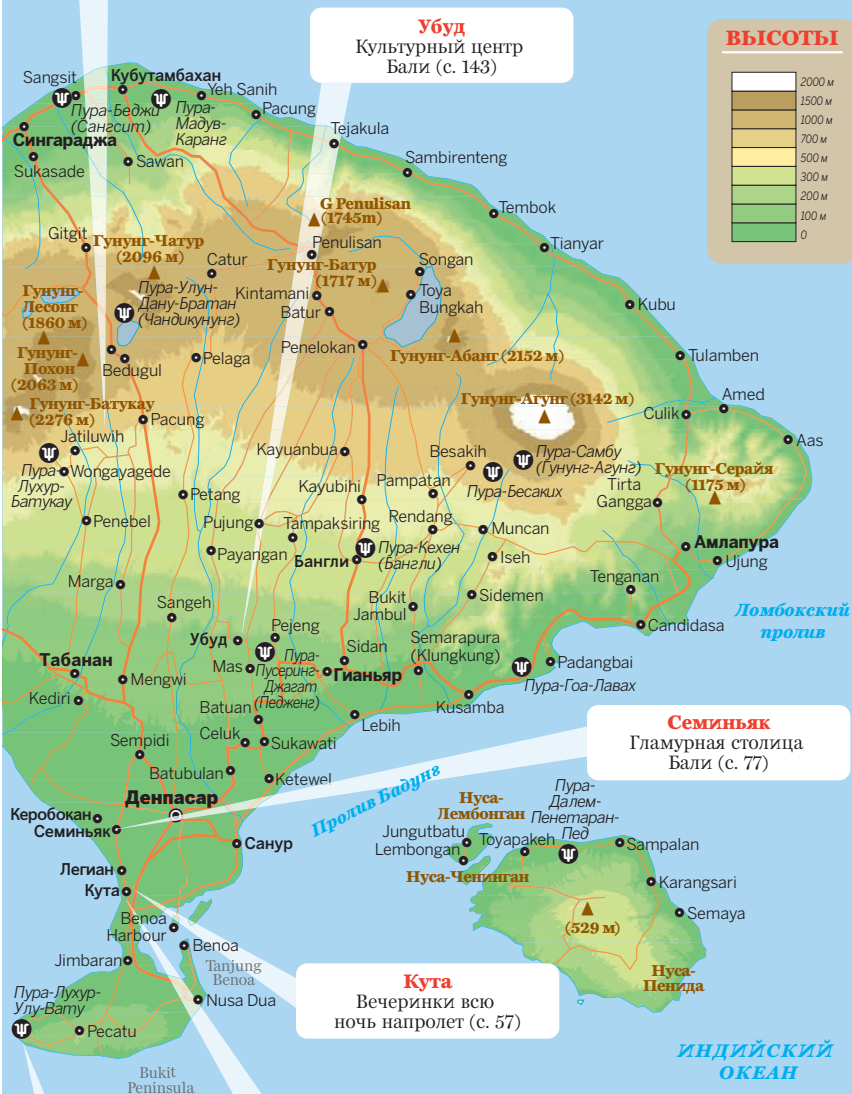 Убуд
Культурный центр
Бали (с. 143)
ВЫСОТЫ
2000 м
1500 м
1000 м
700 м
500 м
300 м
200 м
100 м
0
Sangsit
Кубутамбахан
Yeh Sanih
Пура-Беджи
(Сангсит)
Пура-
Мадув-
Каранг
Pacung
Сингараджа
Tejakula
Sukasade
Sawan
Sambirenteng
G Penulisan
(1745m)
Tembok
Gitgit
Гунунг-Чатур
(2096 м)
Penulisan
Tianyar
Catur
Гунунг-Батур
(1717 м)
Songan
Гунунг-
Лесонг
(1860 м)
Пура-Улун-
Дану-Братан
(Чандикунунг)
Kintamani
Batur
Toya
Bungkah
Kubu
Гунунг-
Похон
(2063 м)
Bedugul
Pelaga
Penelokan
Гунунг-Абанг (2152 м)
Tulamben
Гунунг-Батукау
(2276 м)
Pacung
Гунунг-Агунг (3142 м)
Culik
Amed
Jatiluwih
Aas
Kayuanbua
Besakih
Пура-Самбу
(Гунунг-Агунг)
Wongayagede
Пура-
Лухур-
Батукау
Пура-Бесаких
Гунунг-Серайя
(1175 м)
Petang
Kayubihi
Pampatan
Tirta
Gangga
Penebel
Pujung
Tampaksiring
Rendang
Muncan
Payangan
Бангли
Пура-Кехен
(Бангли)
Iseh
Амлапура
Ujung
Marga
Tenganan
Sangeh
Bukit
Jambul
Sidemen
Ломбокский
пролив
Candidasa
Убуд
Pejeng
Sidan
Semarapura
(Klungkung)
Табанан
Mas
Пура-
Пусеринг-
Джагат
(Педженг)
Гианьяр
Padangbai
Пура-Гоа-Лавах
Kediri
Mengwi
Kusamba
Batuan
Lebih
Семиньяк
Гламурная столица
Бали (с. 77)
Sempidi
Celuk
Sukawati
Batubulan
Ketewel
Денпасар
Пролив Бадунг
Керобокан
Семиньяк
Нуса-
Лембонган
Пура-
Далем-
Пенетаран-
Пед
Санур
Jungutbatu
Lembongan
Toyapakeh
Sampalan
Легиан
Нуса-Ченинган
Karangsari
Кута
(529 м)
Semaya
Benoa
Harbour
Benoa
Jimbaran
Tanjung
Benoa
Кута
Вечеринки всю
ночь напролет (с. 57)
Нуса-
Пенида
Пура-Лухур-
Улу-Вату
Nusa Dua
Pecatu
Bukit
Peninsula
ИНДИЙСКИЙ
ОКЕАН